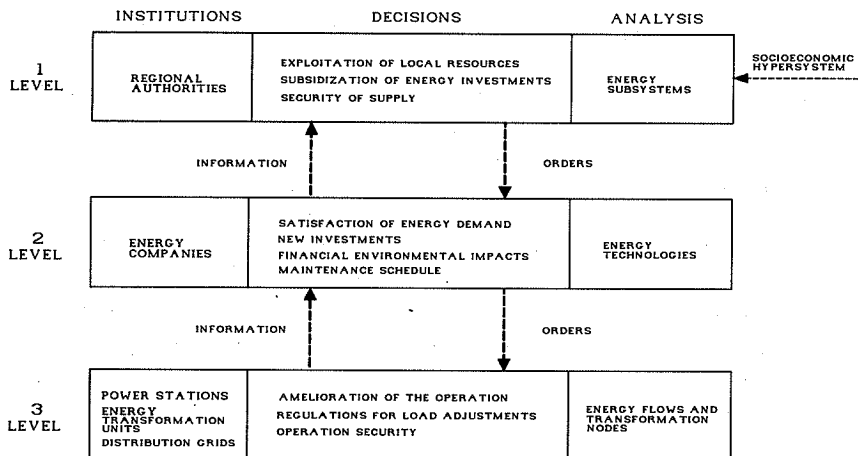 INSTITUTIONS DECISIONS ANALYSIS
1
LEVEL
REGIONAL
AUTHORITIES
EXPLOITATION OF LOCAL RESOURCES
SUBSIDIZATION OF ENERGY INVESTMENTS
SECURITY OF SUPPLY
ENERGY
SUBSYSTEMS
SOCIOECONOMIC
HYPERSYSTEM
INFORMATION
ORDERS
2
LEVEL
ENERGY
COMPANIES
SATISFACTION OF ENERGY DEMAND
NEW INVESTMENTS
FINANCIAL ENVIRONMENTAL IMPACTS
MAINTENANCE SCHEDULE
ENERGY
TECHNOLOGIES
INFORMATION
ORDERS
3
LEVEL
POWER STATIONS
ENERGY
TRANSFORMATION
UNITS
DISTRIBUTION GRIDS
AMELIORATION OF THE OPERATION
REGULATIONS FOR LOAD ADJUSTMENTS
OPERATION SECURITY
ENERGY FLOWS AND
TRANSFORMATION
NODES